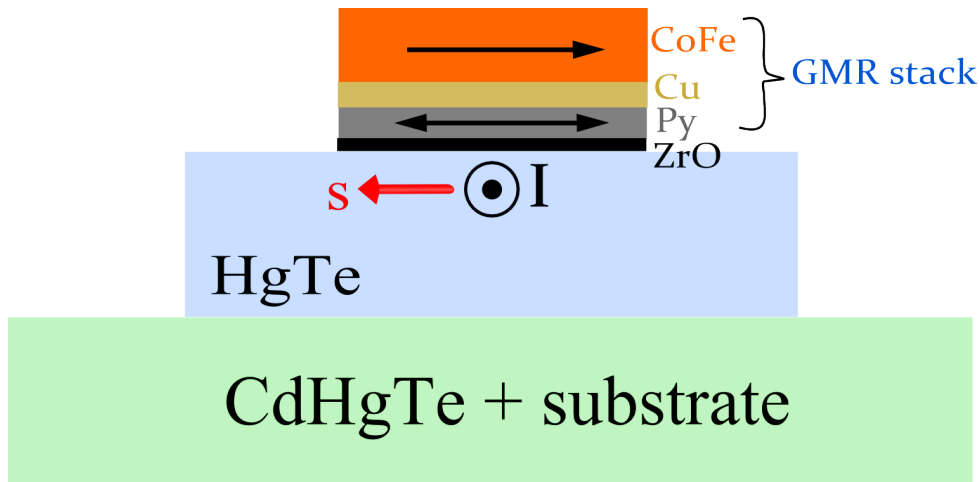 CoFe
GMR stack
Cu
Py
ZrO
s
I
HgTe
CdHgTe + substrate